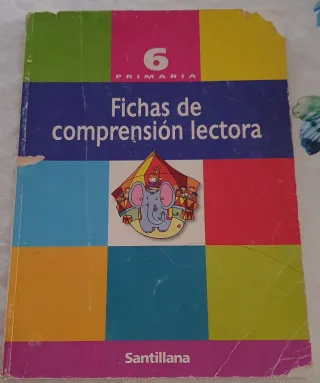 6
PRIMARIA
Fichas de
comprensión lectora
Santillana